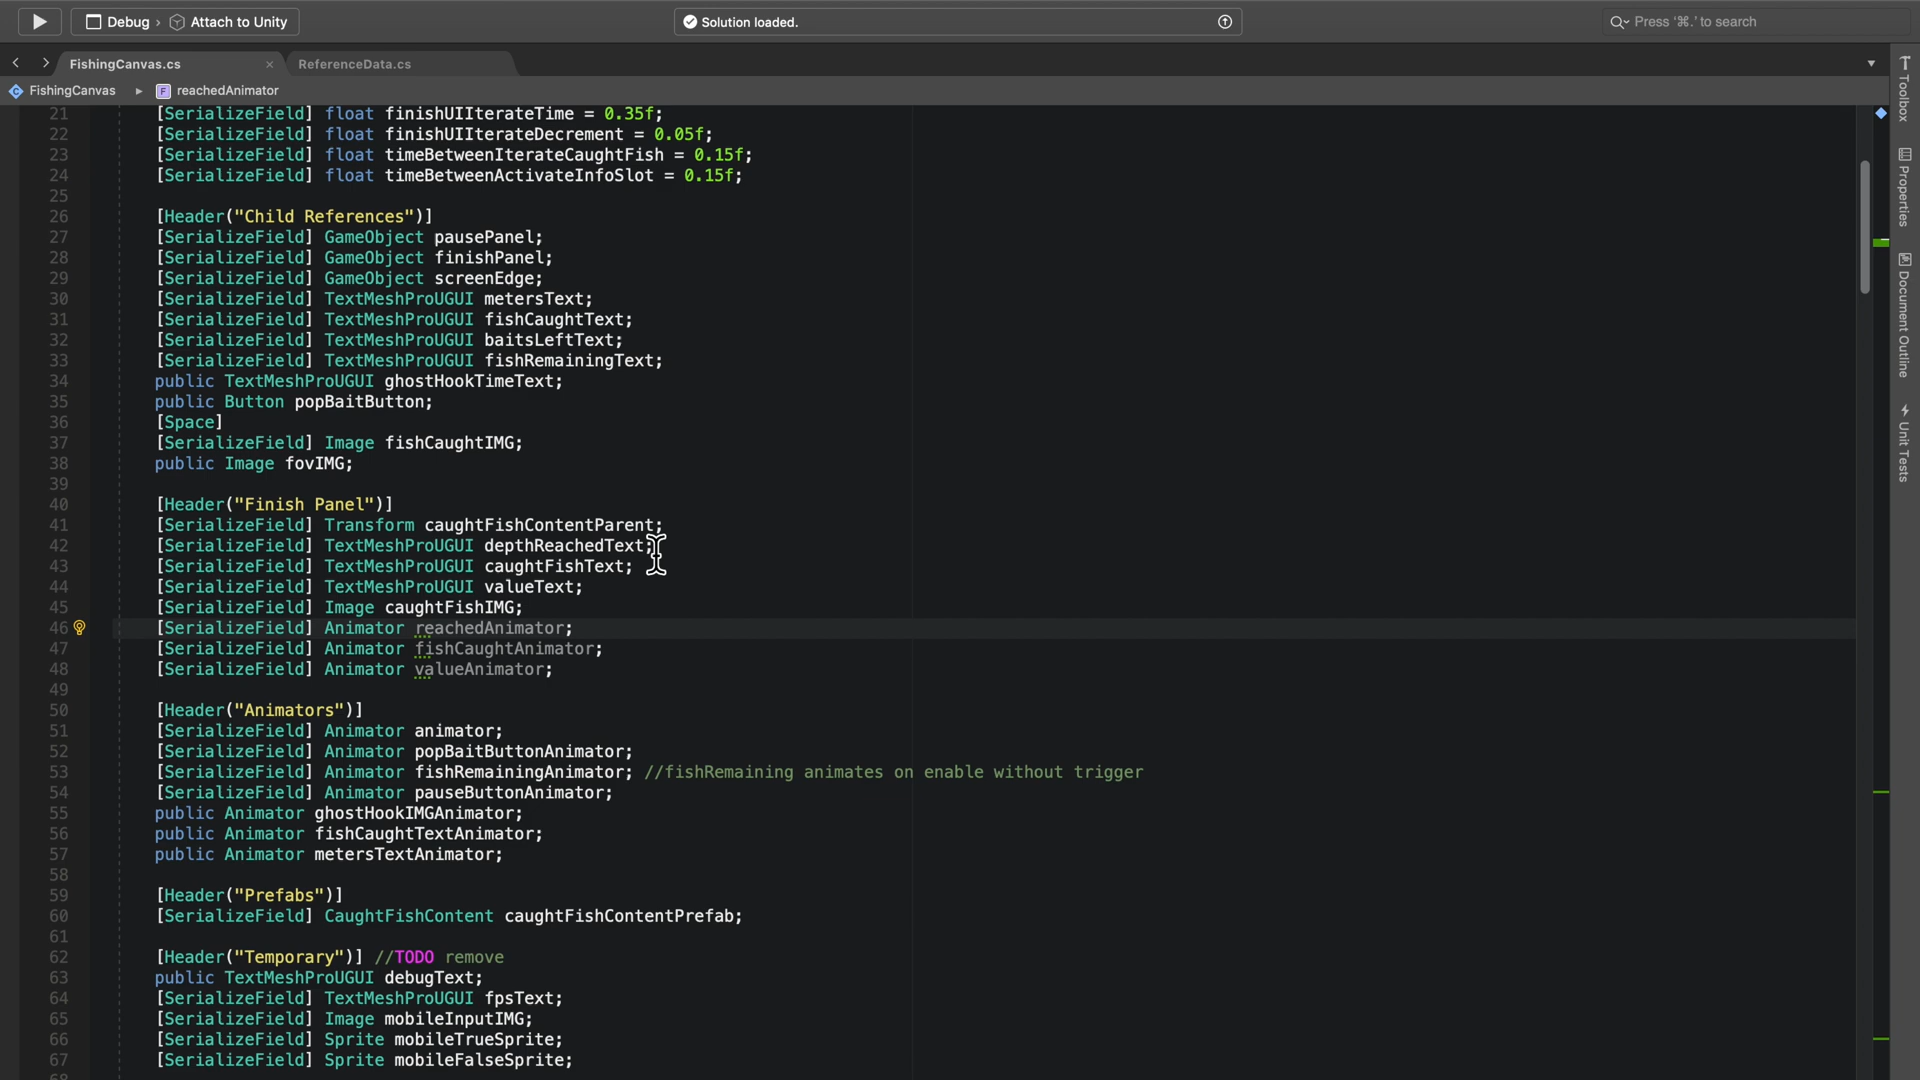 Debug › Attach to Unity
Solution loaded.
Press ‘⌘.’ to search
FishingCanvas.cs × ReferenceData.cs
FishingCanvas ▸ F reachedAnimator
21 [SerializeField] float finishUIIterateTime = 0.35f;
22 [SerializeField] float finishUIIterateDecrement = 0.05f;
23 [SerializeField] float timeBetweenIterateCaughtFish = 0.15f;
24 [SerializeField] float timeBetweenActivateInfoSlot = 0.15f;
25
26 [Header("Child References")]
27 [SerializeField] GameObject pausePanel;
28 [SerializeField] GameObject finishPanel;
29 [SerializeField] GameObject screenEdge;
30 [SerializeField] TextMeshProUGUI metersText;
31 [SerializeField] TextMeshProUGUI fishCaughtText;
32 [SerializeField] TextMeshProUGUI baitsLeftText;
33 [SerializeField] TextMeshProUGUI fishRemainingText;
34 public TextMeshProUGUI ghostHookTimeText;
35 public Button popBaitButton;
36 [Space]
37 [SerializeField] Image fishCaughtIMG;
38 public Image fovIMG;
39
40 [Header("Finish Panel")]
41 [SerializeField] Transform caughtFishContentParent;
42 [SerializeField] TextMeshProUGUI depthReachedText;
43 [SerializeField] TextMeshProUGUI caughtFishText;
44 [SerializeField] TextMeshProUGUI valueText;
45 [SerializeField] Image caughtFishIMG;
46 [SerializeField] Animator reachedAnimator;
47 [SerializeField] Animator fishCaughtAnimator;
48 [SerializeField] Animator valueAnimator;
49
50 [Header("Animators")]
51 [SerializeField] Animator animator;
52 [SerializeField] Animator popBaitButtonAnimator;
53 [SerializeField] Animator fishRemainingAnimator; //fishRemaining animates on enable without trigger
54 [SerializeField] Animator pauseButtonAnimator;
55 public Animator ghostHookIMGAnimator;
56 public Animator fishCaughtTextAnimator;
57 public Animator metersTextAnimator;
58
59 [Header("Prefabs")]
60 [SerializeField] CaughtFishContent caughtFishContentPrefab;
61
62 [Header("Temporary")] //TODO remove
63 public TextMeshProUGUI debugText;
64 [SerializeField] TextMeshProUGUI fpsText;
65 [SerializeField] Image mobileInputIMG;
66 [SerializeField] Sprite mobileTrueSprite;
67 [SerializeField] Sprite mobileFalseSprite;
68
Toolbox
Properties
Document Outline
Unit Tests